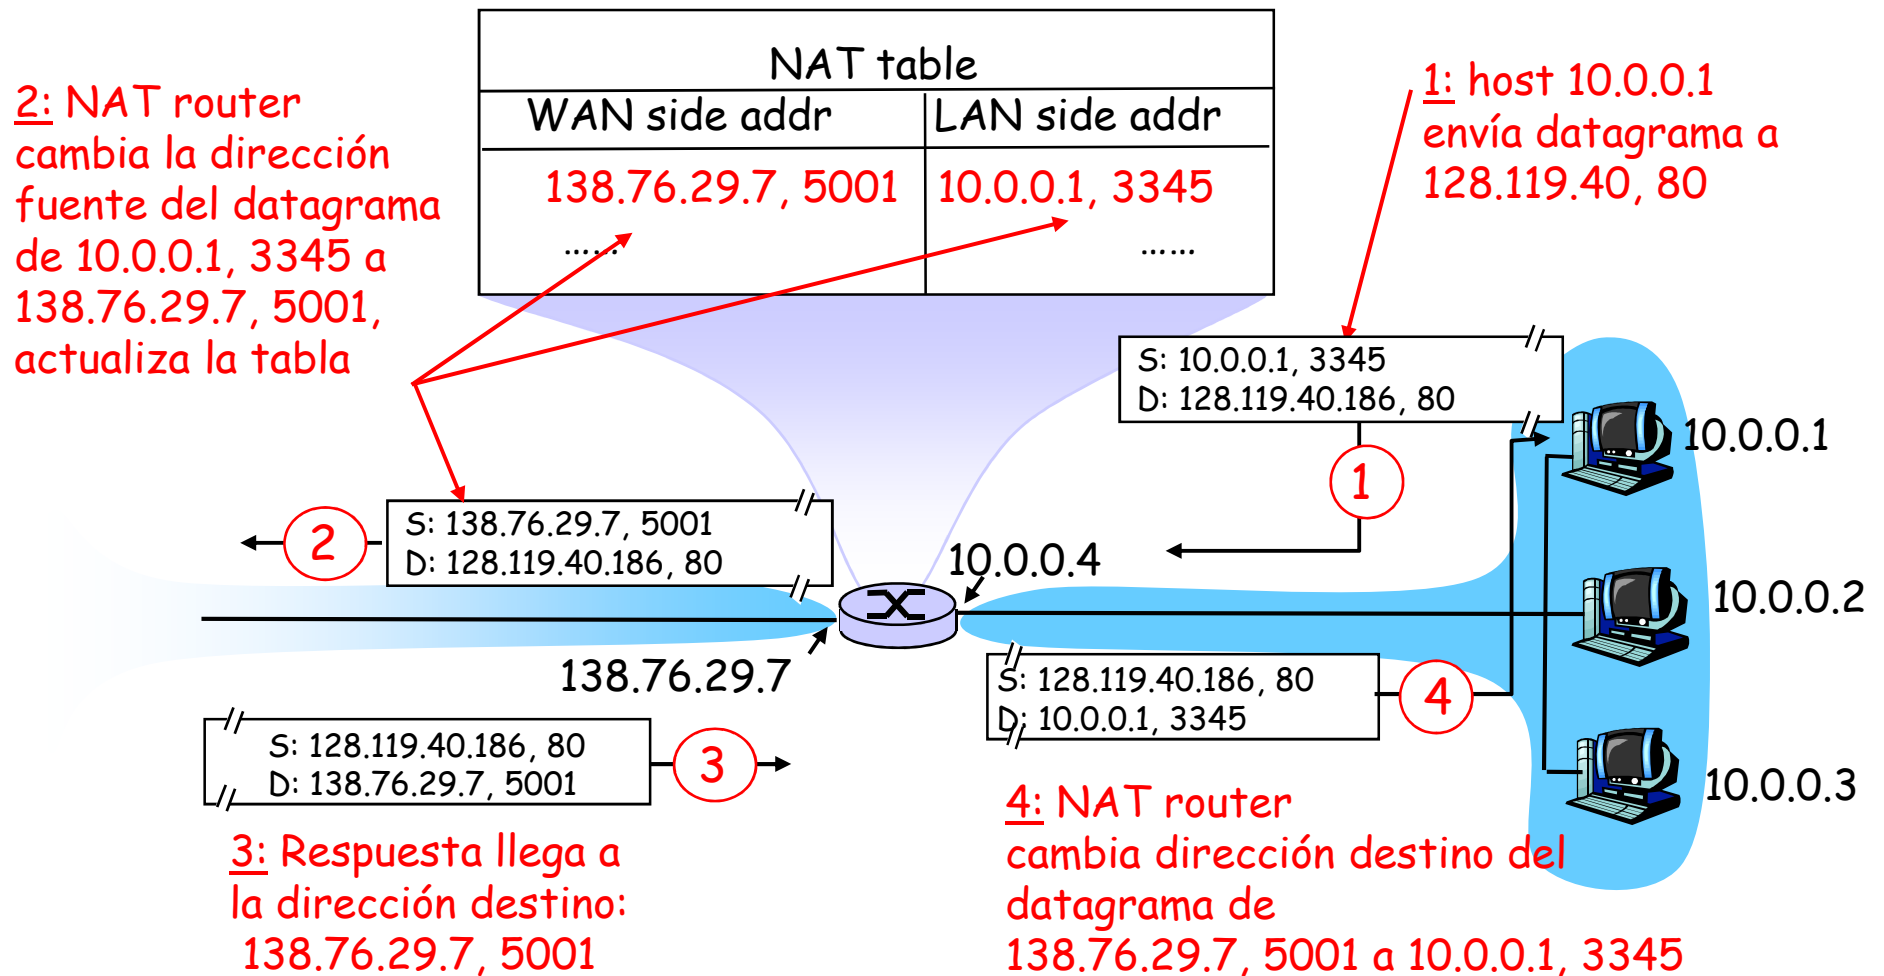 NAT table
WAN side addr
LAN side addr
138.76.29.7, 5001
10.0.0.1, 3345
......
......
2: NAT router
cambia la dirección
fuente del datagrama
de 10.0.0.1, 3345 a
138.76.29.7, 5001,
actualiza la tabla
1: host 10.0.0.1
envía datagrama a
128.119.40, 80
S: 10.0.0.1, 3345
D: 128.119.40.186, 80
1
10.0.0.1
S: 138.76.29.7, 5001
D: 128.119.40.186, 80
2
10.0.0.4
10.0.0.2
138.76.29.7
S: 128.119.40.186, 80
D: 10.0.0.1, 3345
4
S: 128.119.40.186, 80
D: 138.76.29.7, 5001
3
10.0.0.3
3: Respuesta llega a
la dirección destino:
138.76.29.7, 5001
4: NAT router
cambia dirección destino del
datagrama de
138.76.29.7, 5001 a 10.0.0.1, 3345